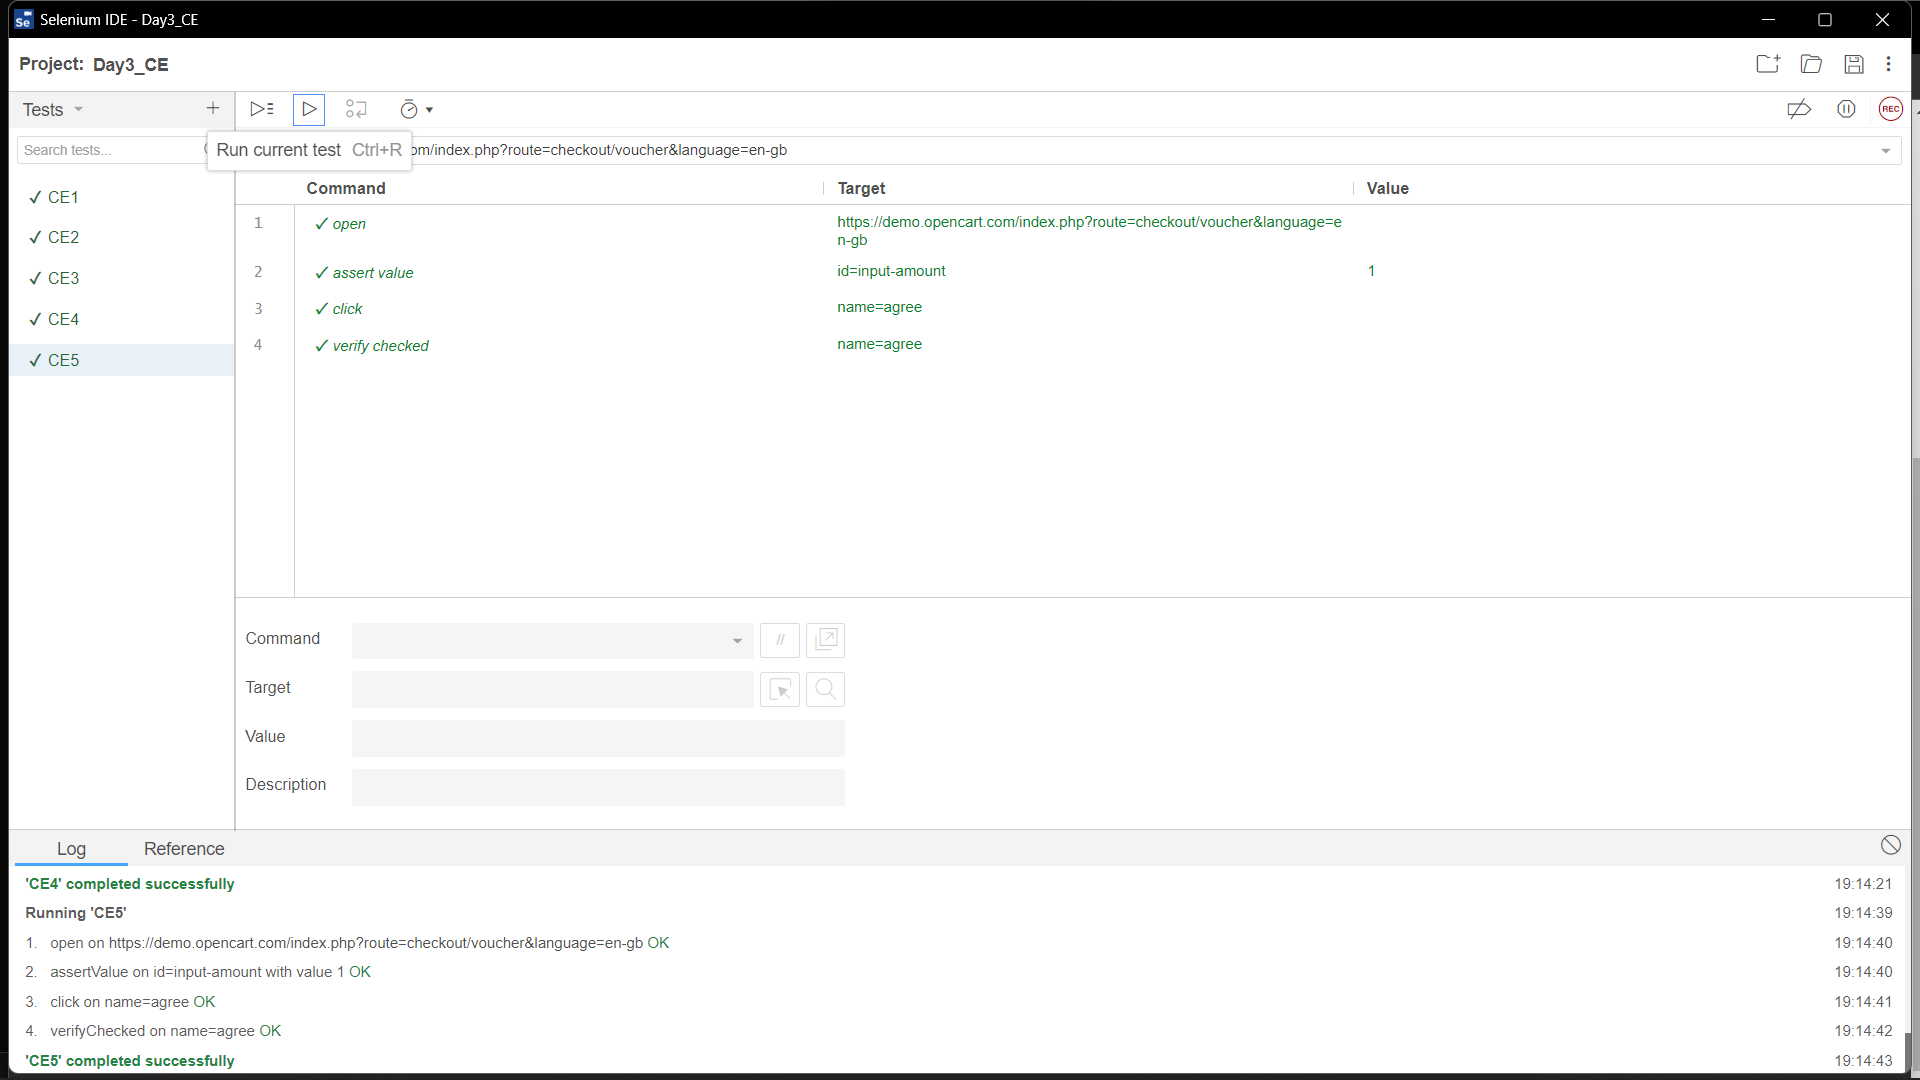 Selenium IDE - Day3_CE
Project: Day3_CE
Tests
Run current test Ctrl+R
Search tests...
om/index.php?route=checkout/voucher&language=en-gb
CE1
CE2
CE3
CE4
CE5
Command Target Value
1 open https://demo.opencart.com/index.php?route=checkout/voucher&language=e
n-gb
2 assert value id=input-amount 1
3 click name=agree
4 verify checked name=agree
Command //
Target
Value
Description
Log Reference
'CE4' completed successfully 19:14:21
Running 'CE5' 19:14:39
1. open on https://demo.opencart.com/index.php?route=checkout/voucher&language=en-gb OK 19:14:40
2. assertValue on id=input-amount with value 1 OK 19:14:40
3. click on name=agree OK 19:14:41
4. verifyChecked on name=agree OK 19:14:42
'CE5' completed successfully 19:14:43
REC
Se